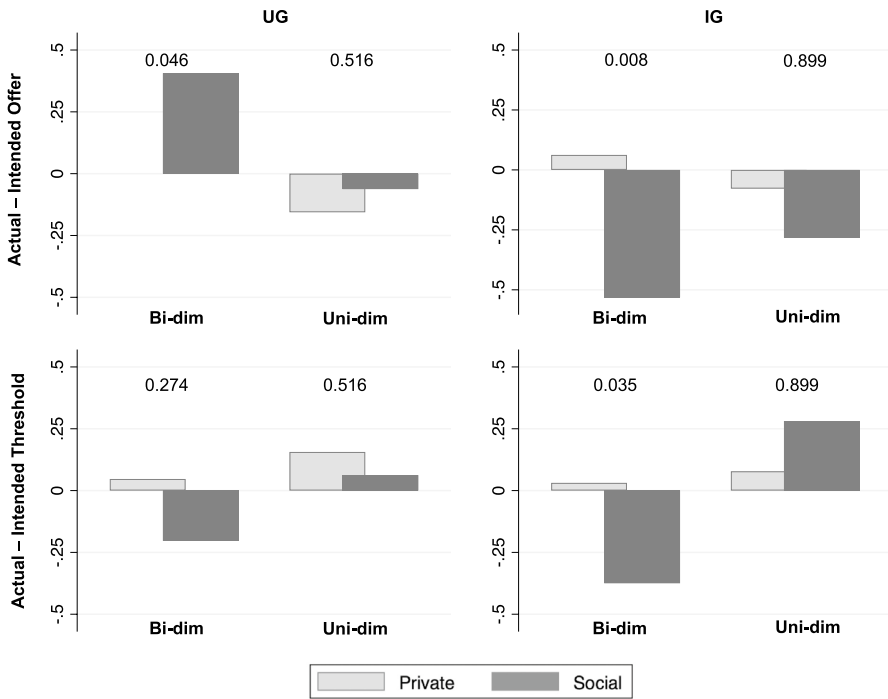 UG
IG
Actual – Intended Offer
.5
.25
0
-.25
-.5
0.046
0.516
Bi-dim
Uni-dim
.5
.25
0
-.25
-.5
0.008
0.899
Bi-dim
Uni-dim
Actual – Intended Threshold
.5
.25
0
-.25
-.5
0.274
0.516
Bi-dim
Uni-dim
.5
.25
0
-.25
-.5
0.035
0.899
Bi-dim
Uni-dim
Private
Social